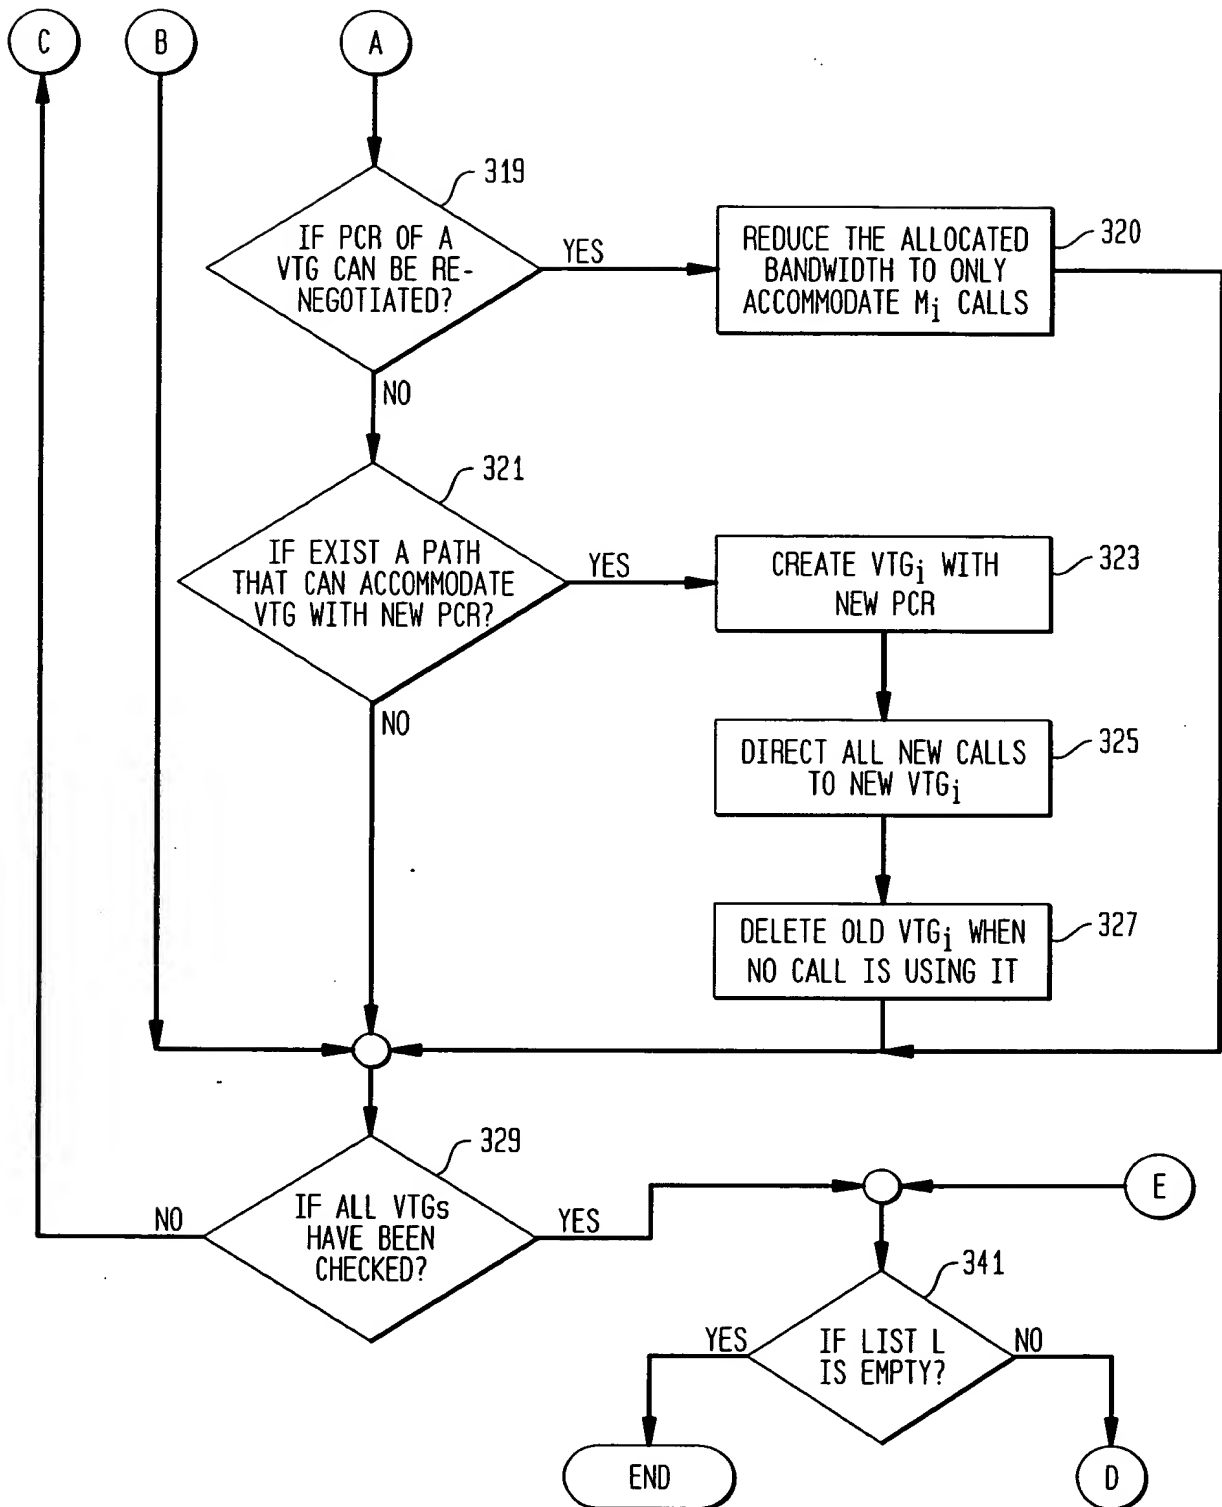 C
B
A
319
IF PCR OF A
VTG CAN BE RE-
NEGOTIATED?
YES
NO
REDUCE THE ALLOCATED
BANDWIDTH TO ONLY
ACCOMMODATE Mi CALLS
320
321
IF EXIST A PATH
THAT CAN ACCOMMODATE
VTG WITH NEW PCR?
YES
NO
CREATE VTGi WITH
NEW PCR
323
DIRECT ALL NEW CALLS
TO NEW VTGi
325
DELETE OLD VTGi WHEN
NO CALL IS USING IT
327
329
IF ALL VTGs
HAVE BEEN
CHECKED?
NO
YES
E
341
IF LIST L
IS EMPTY?
YES
NO
END
D